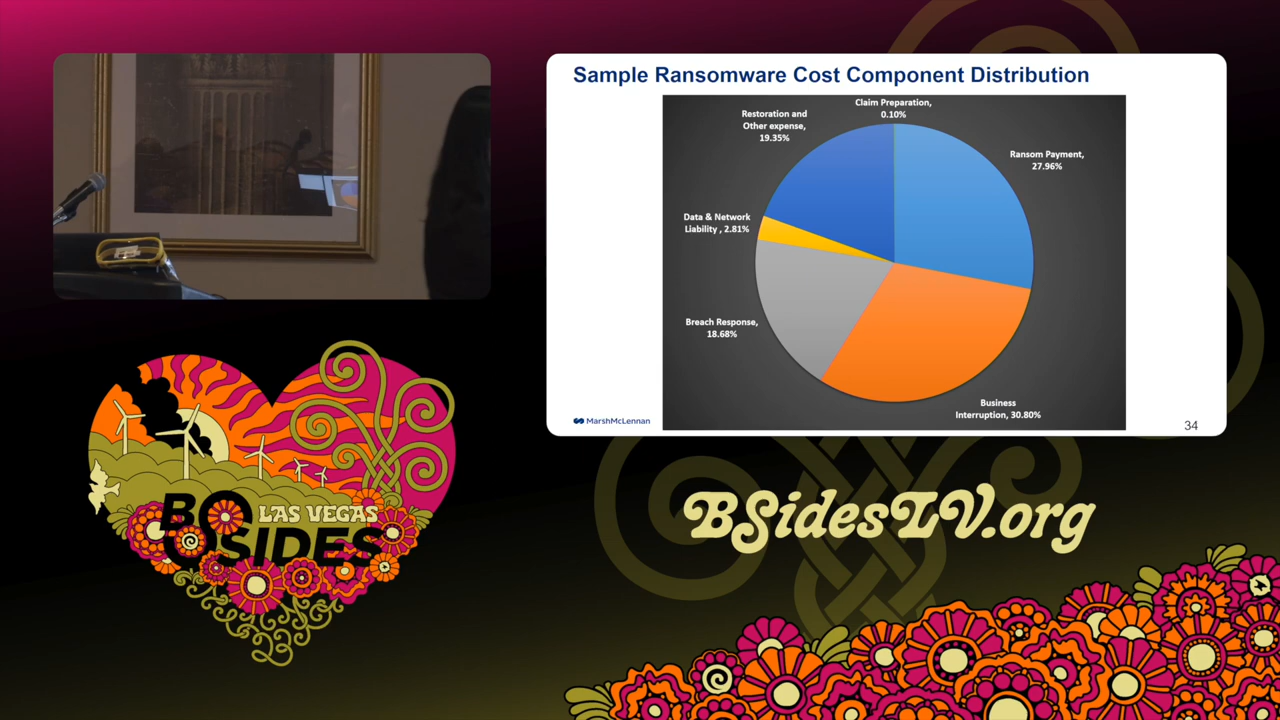 Sample Ransomware Cost Component Distribution
Claim Preparation,
0.10%
Restoration and
Other expense,
19.35%
Ransom Payment,
27.96%
Data & Network
Liability , 2.81%
Breach Response,
18.68%
Business
Interruption, 30.80%
MarshMcLennan
34
BSIDES
LAS VEGAS
BSidesLV.org